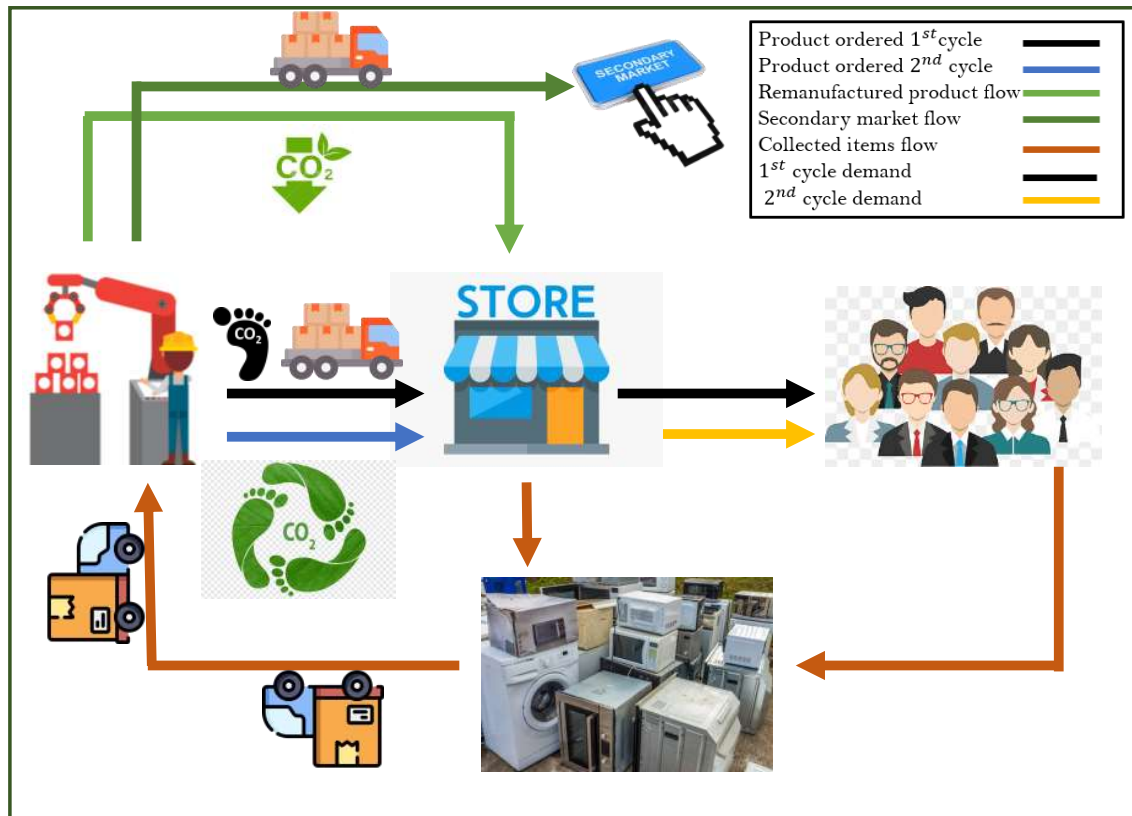 SECONDARY
MARKET
Product ordered 1st cycle
Product ordered 2nd cycle
Remanufactured product flow
Secondary market flow
Collected items flow
1st cycle demand
2nd cycle demand
CO2
CO2
STORE
CO2